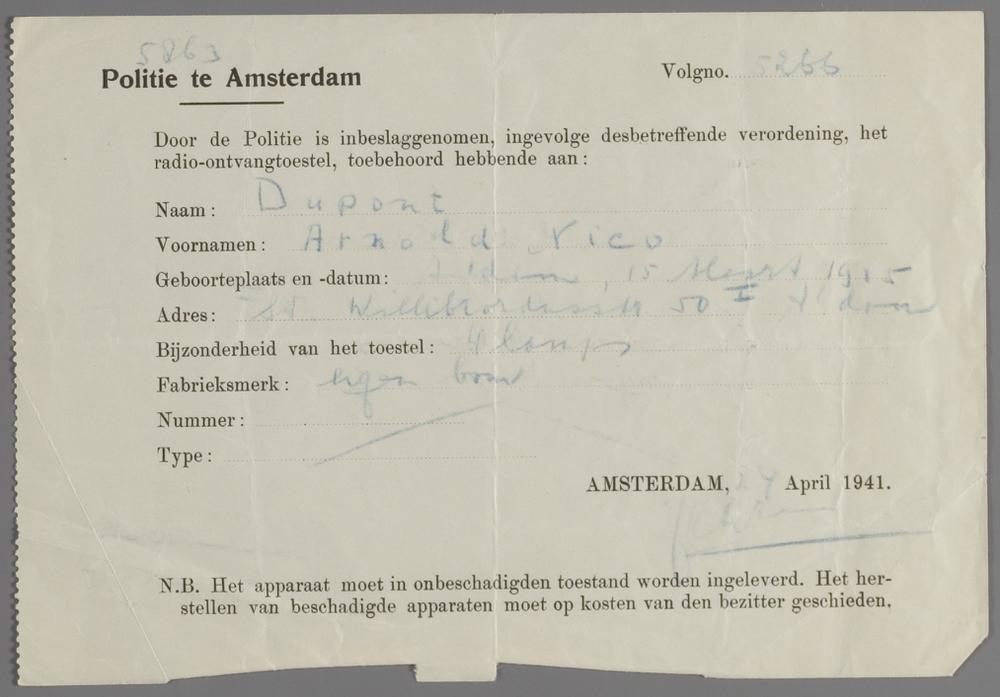 5863
Politie te Amsterdam
Volgno. 5266
Door de Politie is inbeslaggenomen, ingevolge desbetreffende verordening, het
radio-ontvangtoestel, toebehoord hebbende aan :
Naam : Dupont
Voornamen : Arnold Nico
Geboorteplaats en -datum : 15 Maart 1915
Adres : St. Willibrordusstr 50 I A'dam
Bijzonderheid van het toestel : 4 lamps
Fabrieksmerk : eigen bouw
Nummer :
Type :
AMSTERDAM, 24 April 1941.
N.B. Het apparaat moet in onbeschadigden toestand worden ingeleverd. Het her-
stellen van beschadigde apparaten moet op kosten van den bezitter geschieden.